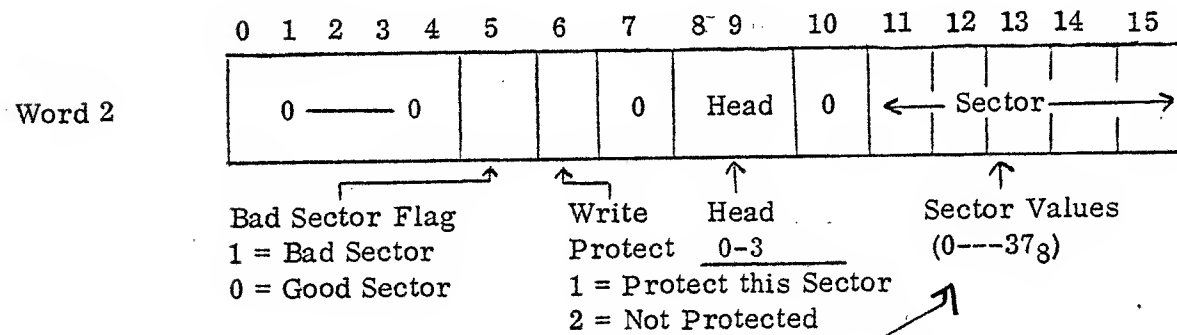 0 1 2 3 4 5 6 7 8 9 10 11 12 13 14 15
Word 2 0 —— 0 0 Head 0 Sector
Bad Sector Flag Write Head Sector Values
1 = Bad Sector Protect 0-3 (0---37₈)
0 = Good Sector 1 = Protect this Sector
2 = Not Protected